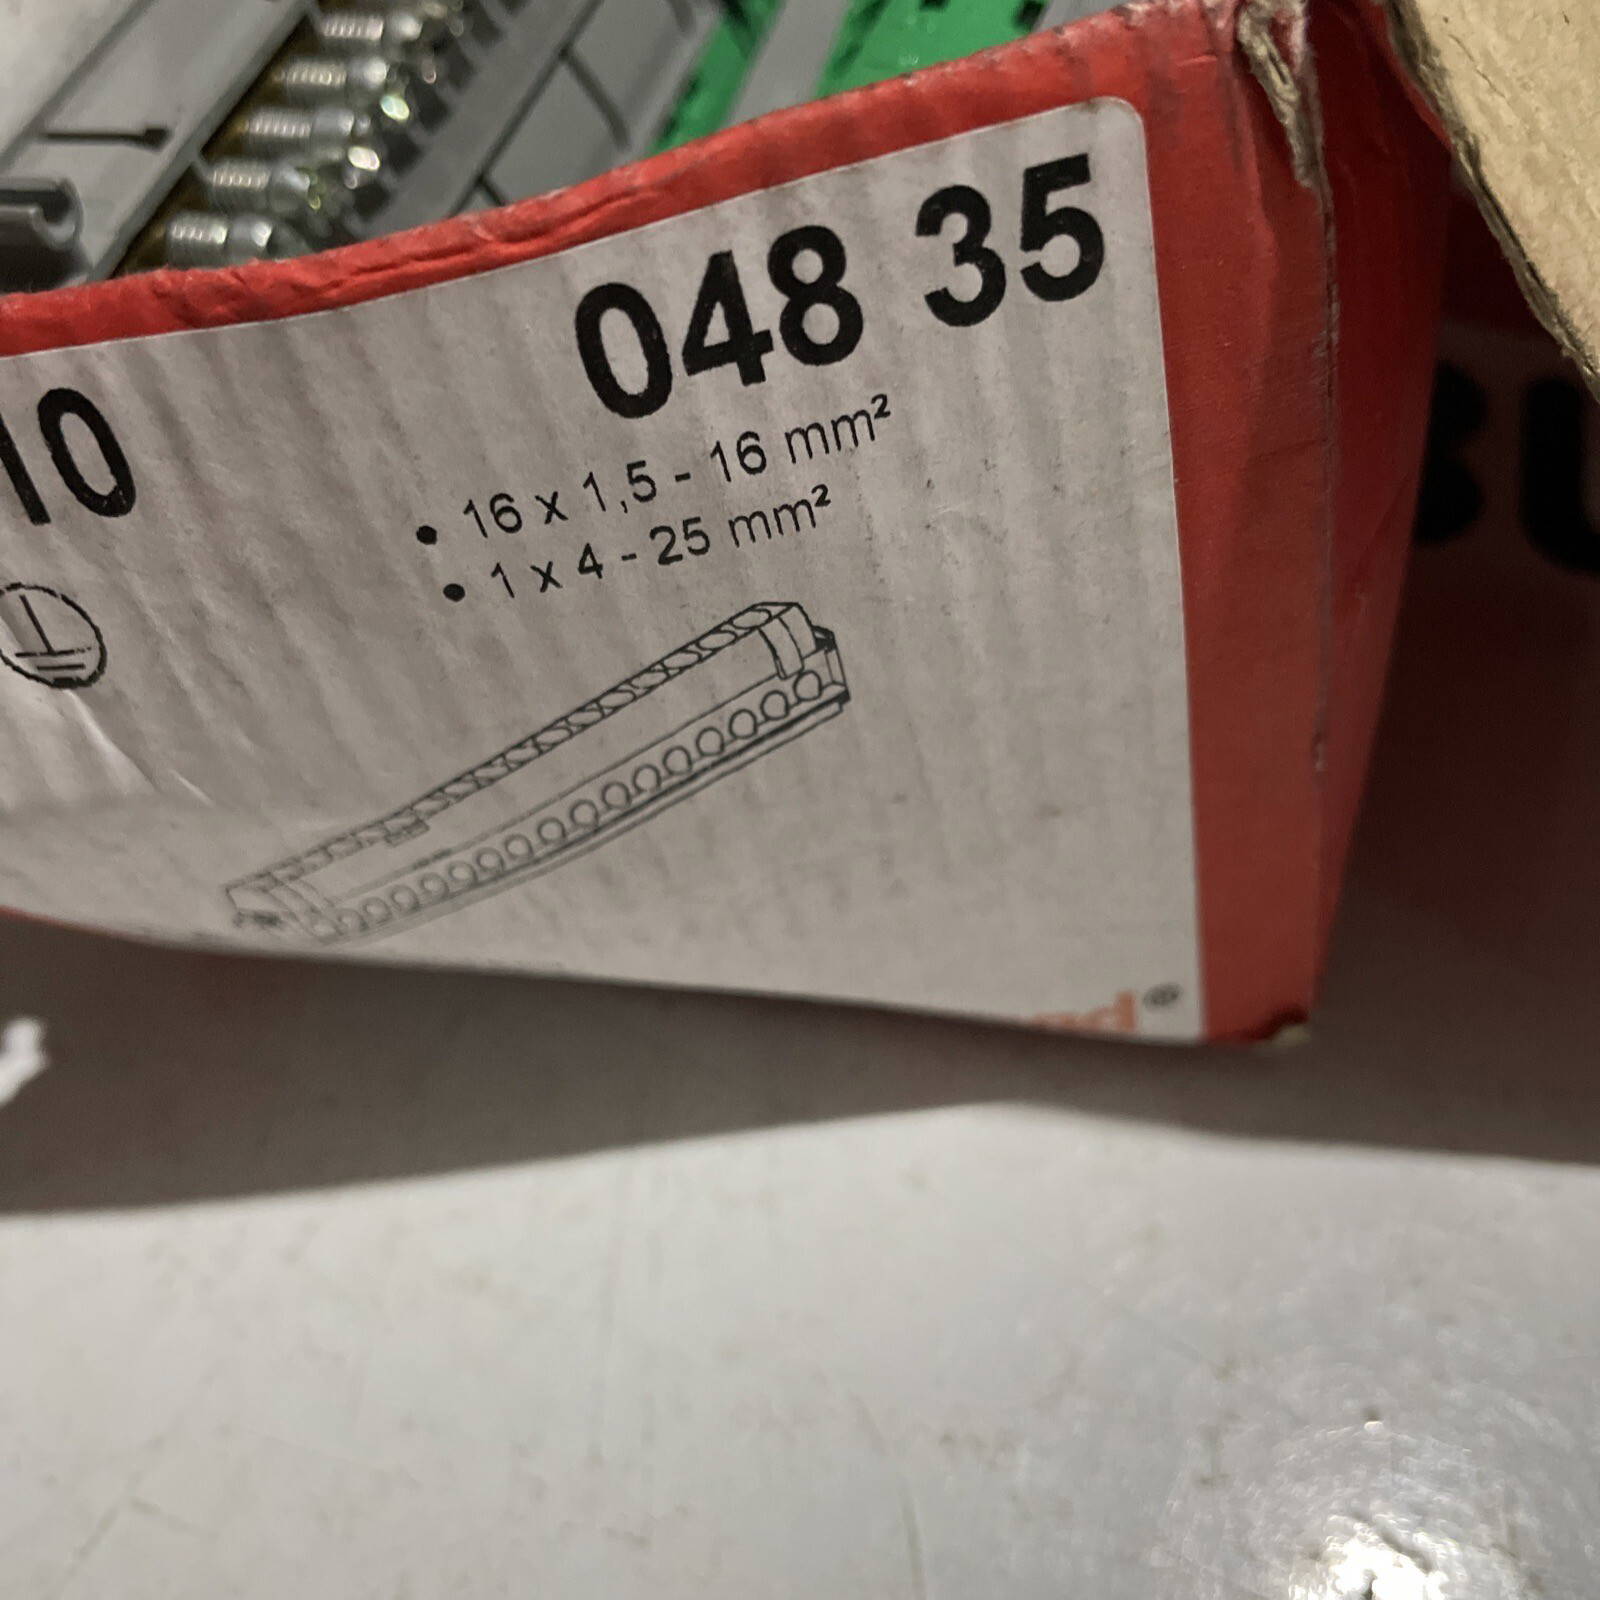 10
048 35
• 16 x 1,5 - 16 mm²
• 1 x 4 - 25 mm²